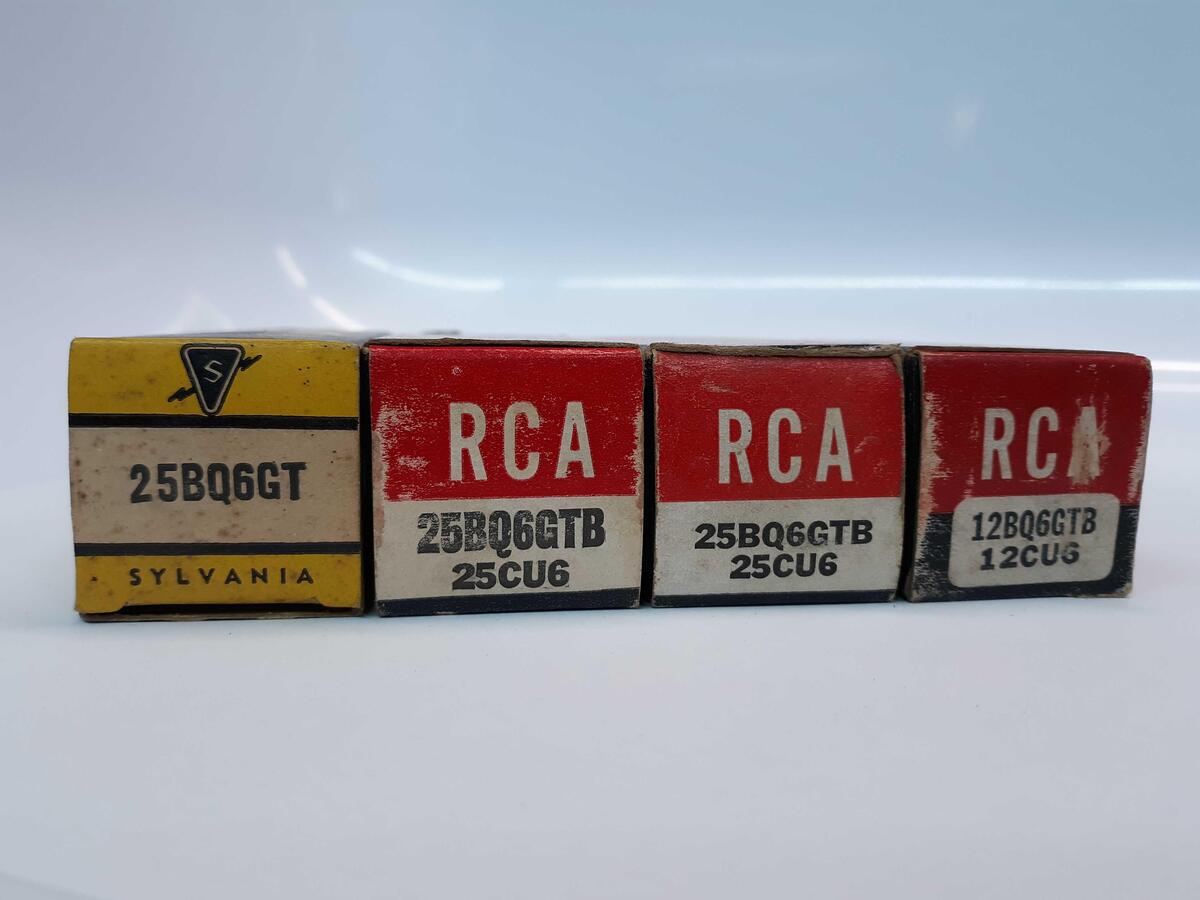 S
25BQ6GT
SYLVANIA
RCA
25BQ6GTB
25CU6
RCA
25BQ6GTB
25CU6
RCA
12BQ6GTB
12CU6